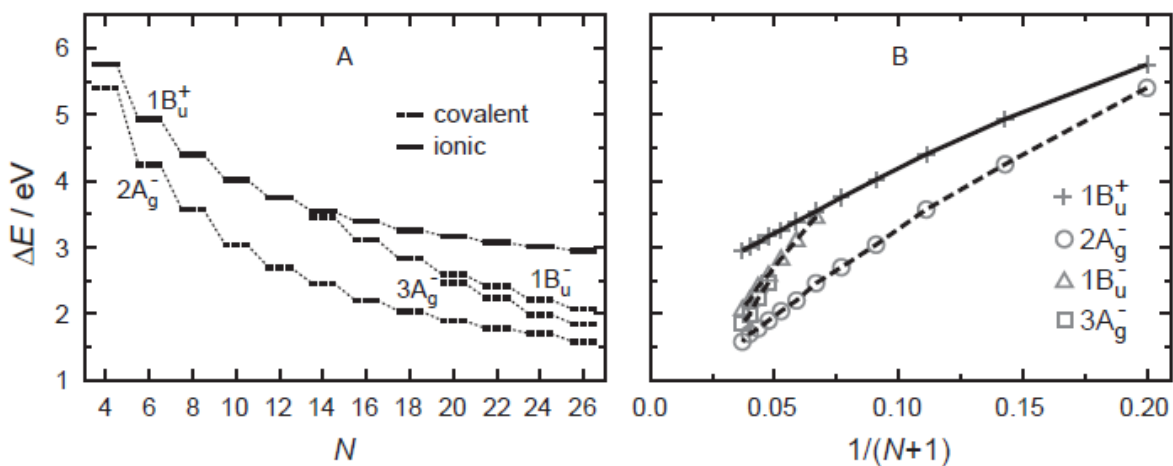 A
6
5
4
3
2
1
ΔE / eV
1B_u^+
2A_g^-
3A_g^-
1B_u^-
covalent
ionic
4 6 8 10 12 14 16 18 20 22 24 26
N
B
1B_u^+
2A_g^-
1B_u^-
3A_g^-
0.0 0.05 0.10 0.15 0.20
1/(N+1)